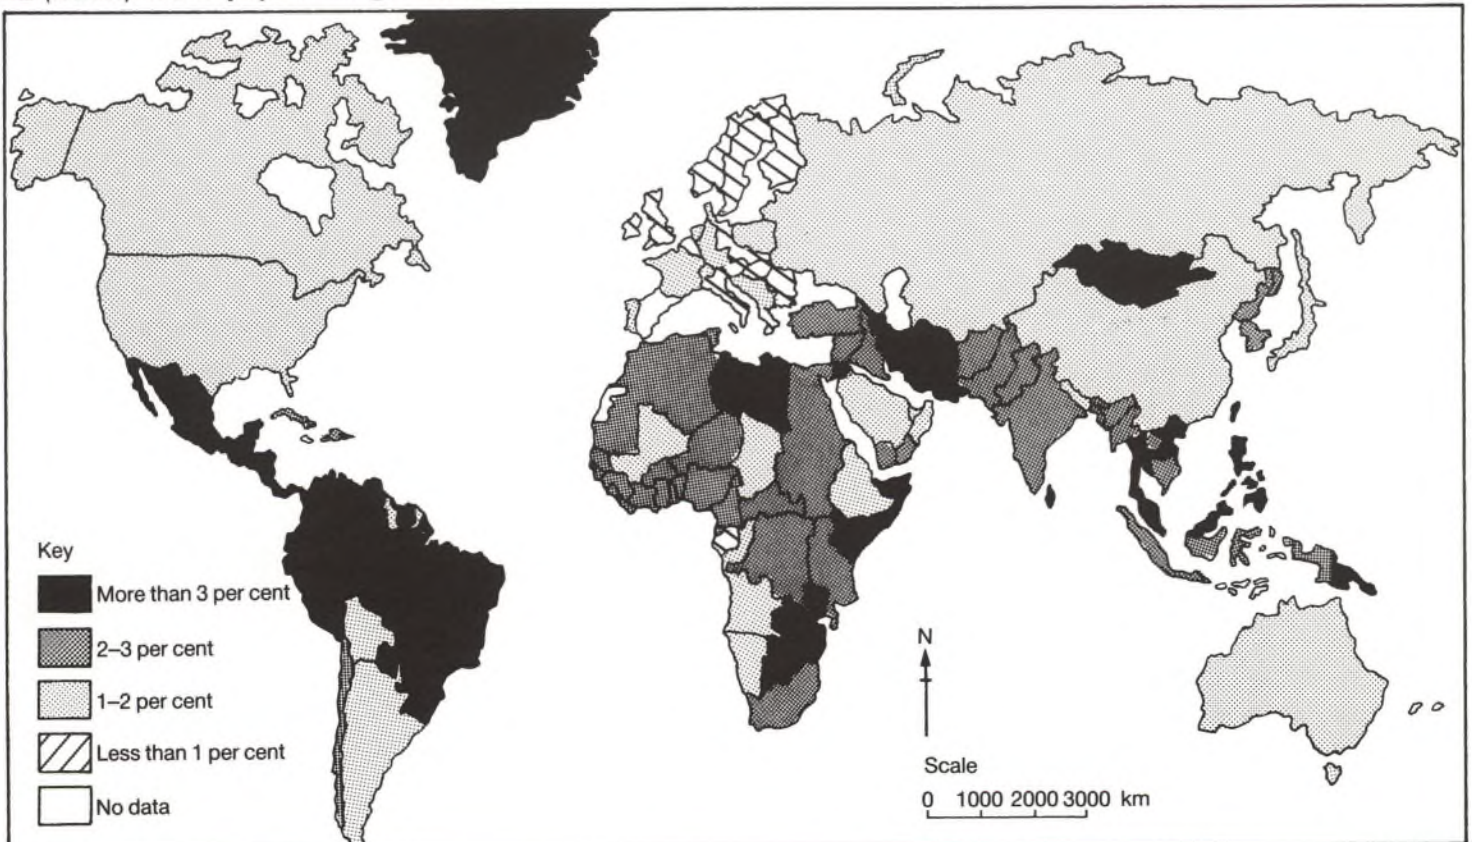 Key
More than 3 per cent
2–3 per cent
1–2 per cent
Less than 1 per cent
No data
N
Scale
0 1000 2000 3000 km